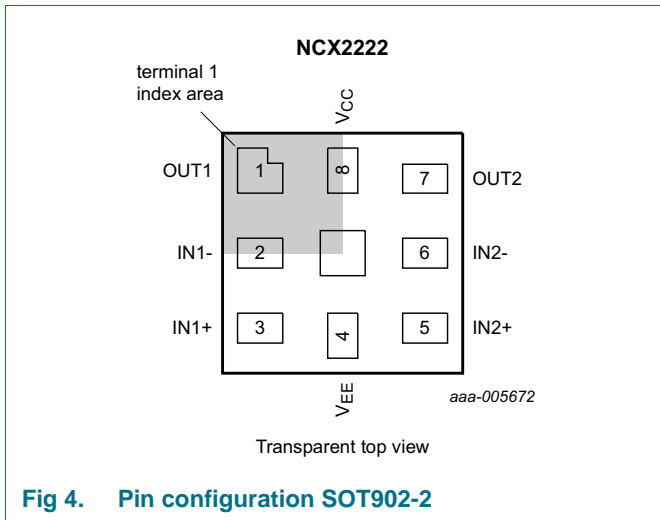 NCX2222
terminal 1
index area
VCC
OUT1 1 8 7 OUT2
IN1- 2 6 IN2-
IN1+ 3 4 5 IN2+
VEE
aaa-005672
Transparent top view
Fig 4. Pin configuration SOT902-2